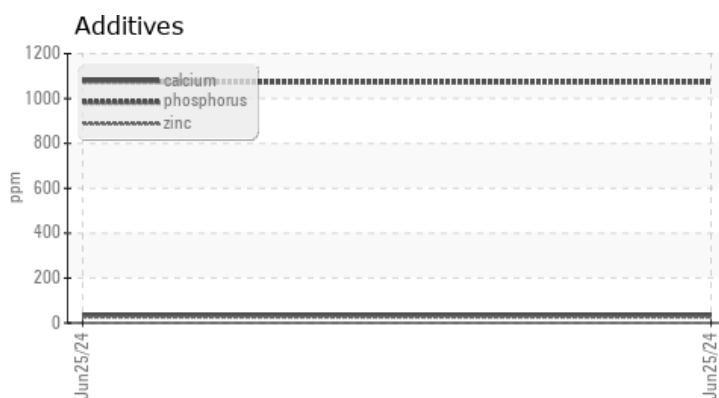 Additives
1200
1000
800
600
400
200
0
ppm
calcium
phosphorus
zinc
Jun25/24
Jun25/24